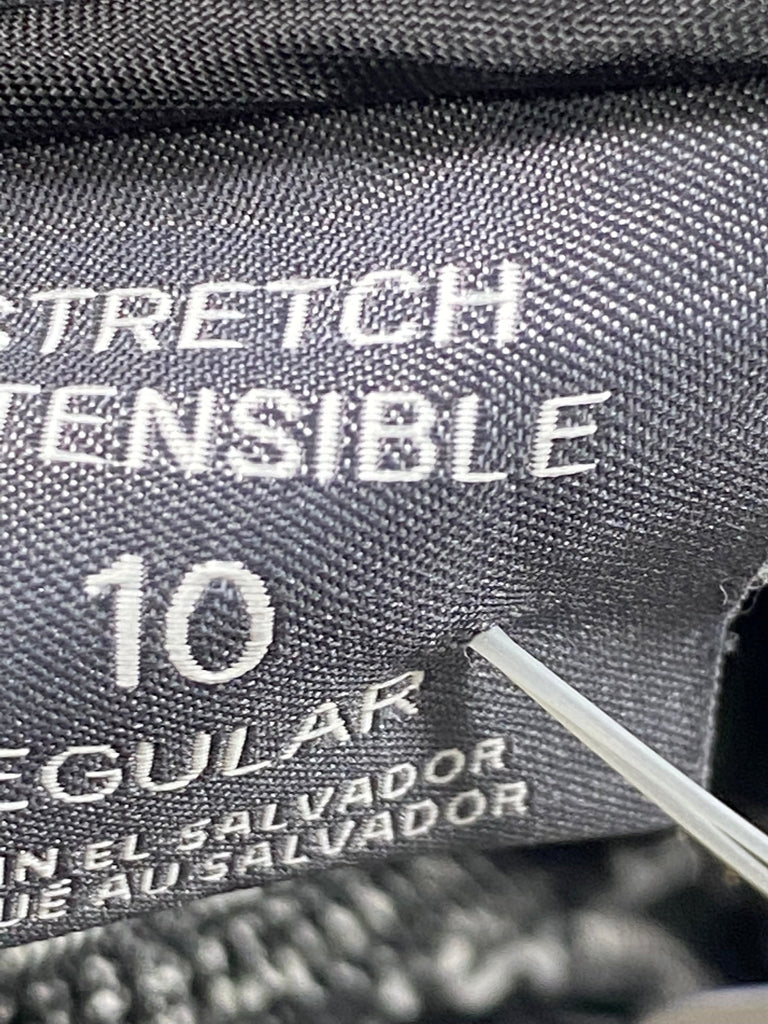 STRETCH
TENSIBLE
10
EGULAR
IN EL SALVADOR
UÉ AU SALVADOR